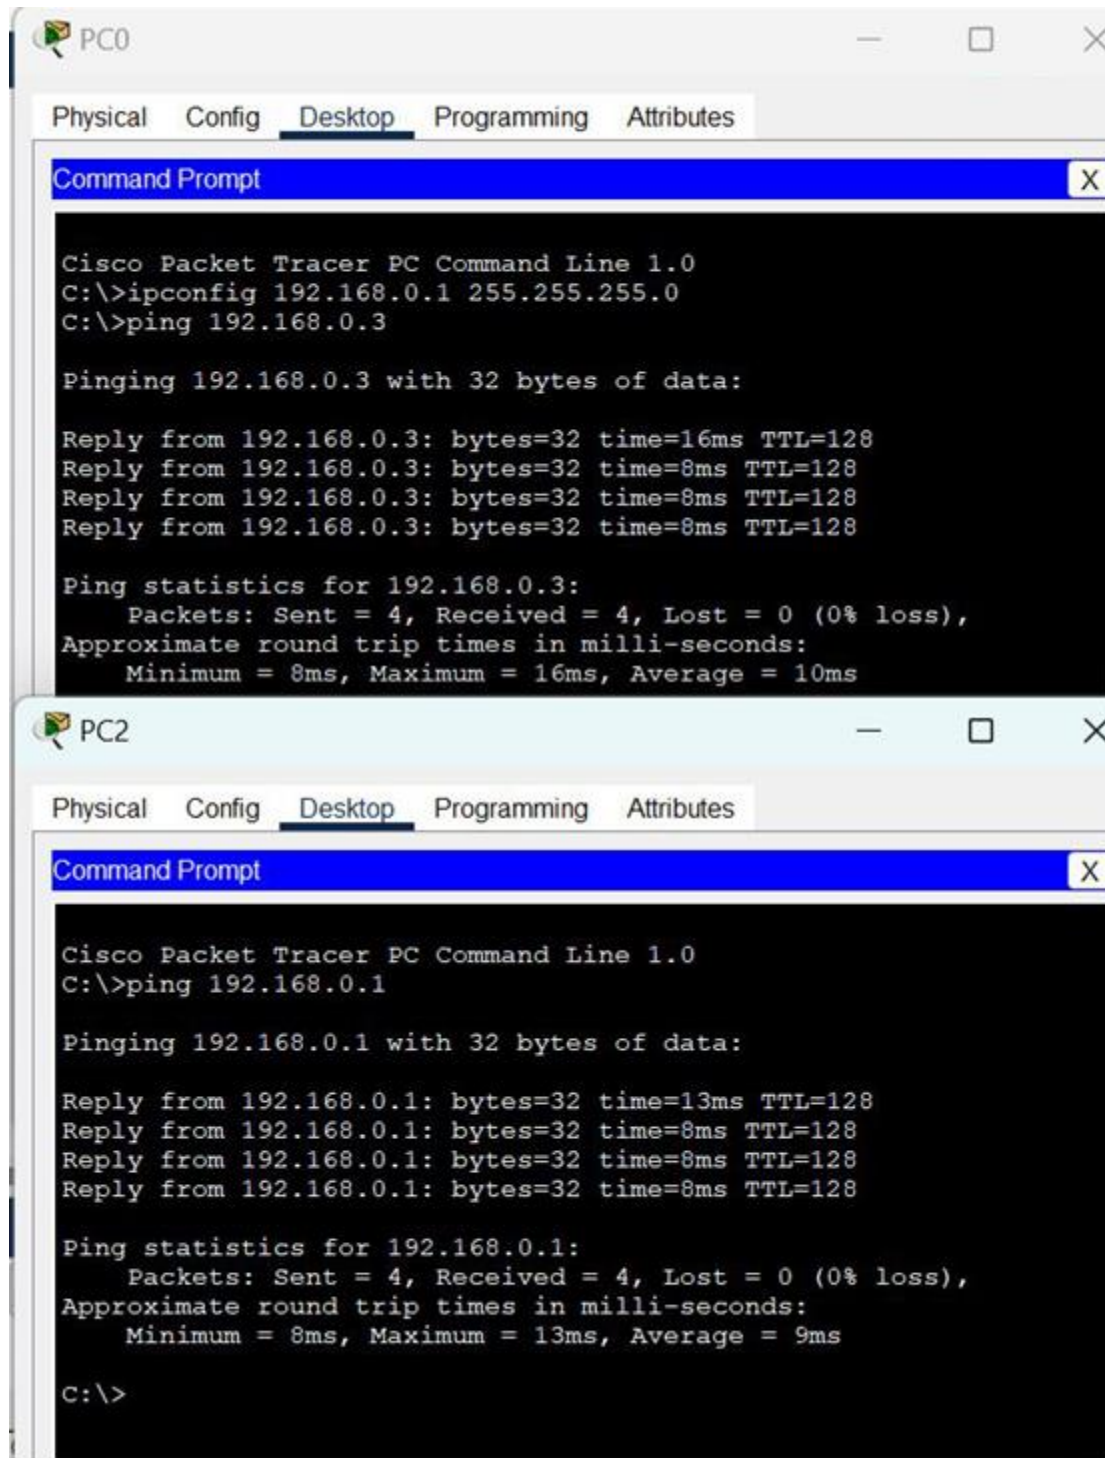 PC0
Physical Config Desktop Programming Attributes
Command Prompt X
Cisco Packet Tracer PC Command Line 1.0
C:\>ipconfig 192.168.0.1 255.255.255.0
C:\>ping 192.168.0.3
Pinging 192.168.0.3 with 32 bytes of data:
Reply from 192.168.0.3: bytes=32 time=16ms TTL=128
Reply from 192.168.0.3: bytes=32 time=8ms TTL=128
Reply from 192.168.0.3: bytes=32 time=8ms TTL=128
Reply from 192.168.0.3: bytes=32 time=8ms TTL=128
Ping statistics for 192.168.0.3:
Packets: Sent = 4, Received = 4, Lost = 0 (0% loss),
Approximate round trip times in milli-seconds:
Minimum = 8ms, Maximum = 16ms, Average = 10ms
PC2
Physical Config Desktop Programming Attributes
Command Prompt X
Cisco Packet Tracer PC Command Line 1.0
C:\>ping 192.168.0.1
Pinging 192.168.0.1 with 32 bytes of data:
Reply from 192.168.0.1: bytes=32 time=13ms TTL=128
Reply from 192.168.0.1: bytes=32 time=8ms TTL=128
Reply from 192.168.0.1: bytes=32 time=8ms TTL=128
Reply from 192.168.0.1: bytes=32 time=8ms TTL=128
Ping statistics for 192.168.0.1:
Packets: Sent = 4, Received = 4, Lost = 0 (0% loss),
Approximate round trip times in milli-seconds:
Minimum = 8ms, Maximum = 13ms, Average = 9ms
C:\>